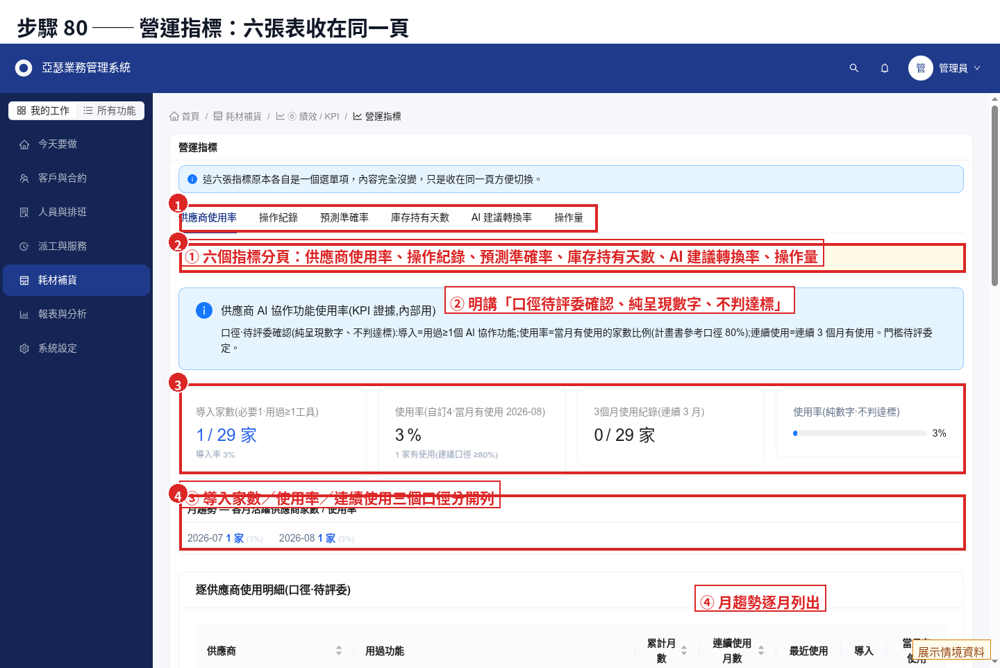 步驟 80 —— 營運指標：六張表收在同一頁
亞瑟業務管理系統
管 管理員
我的工作 所有功能
今天要做
客戶與合約
人員與排班
派工與服務
耗材補貨
報表與分析
系統設定
首頁 / 耗材補貨 / ⑥ 績效 / KPI / 營運指標
營運指標
這六張指標原本各自是一個選單項，內容完全沒變，只是收在同一頁方便切換。
1
供應商使用率 操作紀錄 預測準確率 庫存持有天數 AI 建議轉換率 操作量
2
① 六個指標分頁：供應商使用率、操作紀錄、預測準確率、庫存持有天數、AI 建議轉換率、操作量
② 明講「口徑待評委確認、純呈現數字、不判達標」
供應商 AI 協作功能使用率(KPI 證據,內部用)
口徑·待評委確認(純呈現數字、不判達標):導入=用過≥1個 AI 協作功能;使用率=當月有使用的家數比例(計畫書參考口徑 80%);連續使用=連續 3 個月有使用。門檻待評委
定。
3
導入家數(必要1·用過≥1工具)
1 / 29 家
導入率 3%
使用率(自訂4·當月有使用 2026-08)
3 %
1 家有使用(建議口徑 ≥80%)
3個月使用紀錄(連續 3 月)
0 / 29 家
使用率(純數字·不判達標)
3%
4
③ 導入家數／使用率／連續使用三個口徑分開列
月趨勢 — 各月活躍供應商家數 / 使用率
2026-07 1 家 (3%) 2026-08 1 家 (3%)
逐供應商使用明細(口徑·待評委)
④ 月趨勢逐月列出
供應商 用過功能 累計月數 連續使用月數 最近使用 導入
使用
展示情境資料